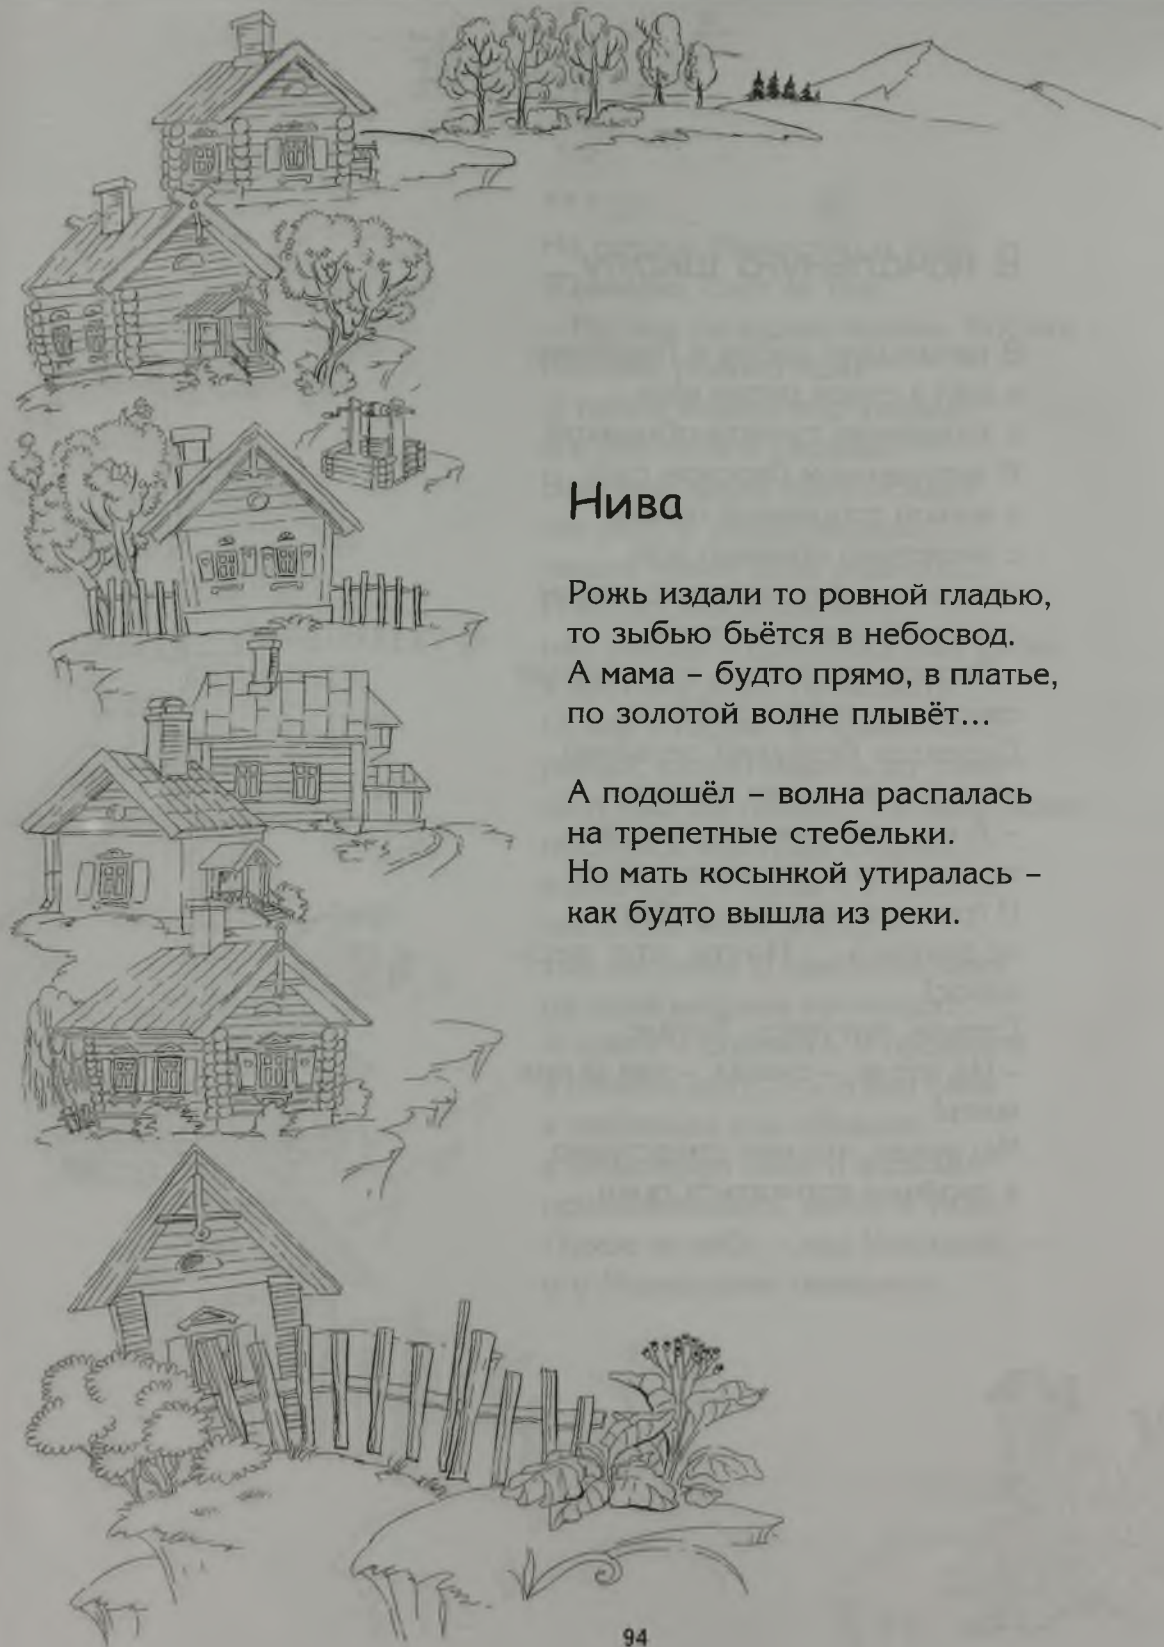 Нива
Рожь издали то ровной гладью,
то зыбью бьётся в небосвод.
А мама – будто прямо, в платье,
по золотой волне плывёт...
А подошёл – волна распалась
на трепетные стебельки.
Но мать косынкой утиралась –
как будто вышла из реки.
94